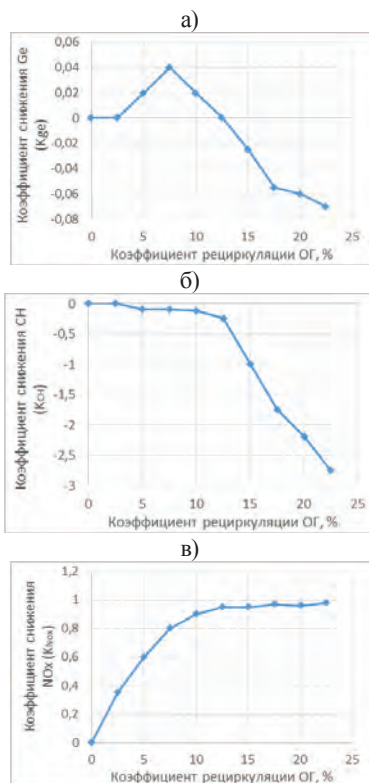 а)
Коэффициент снижения Ge
(Kge)
0,06
0,04
0,02
0
-0,02
-0,04
-0,06
-0,08
0 5 10 15 20 25
Коэффициент рециркуляции ОГ, %
б)
Коэффициент снижения CH
(KCH)
0
-0,5
-1
-1,5
-2
-2,5
-3
0 5 10 15 20 25
Коэффициент рециркуляции ОГ, %
в)
Коэффициент снижения
NOx (KNox)
1,2
1
0,8
0,6
0,4
0,2
0
0 5 10 15 20 25
Коэффициент рециркуляции ОГ, %